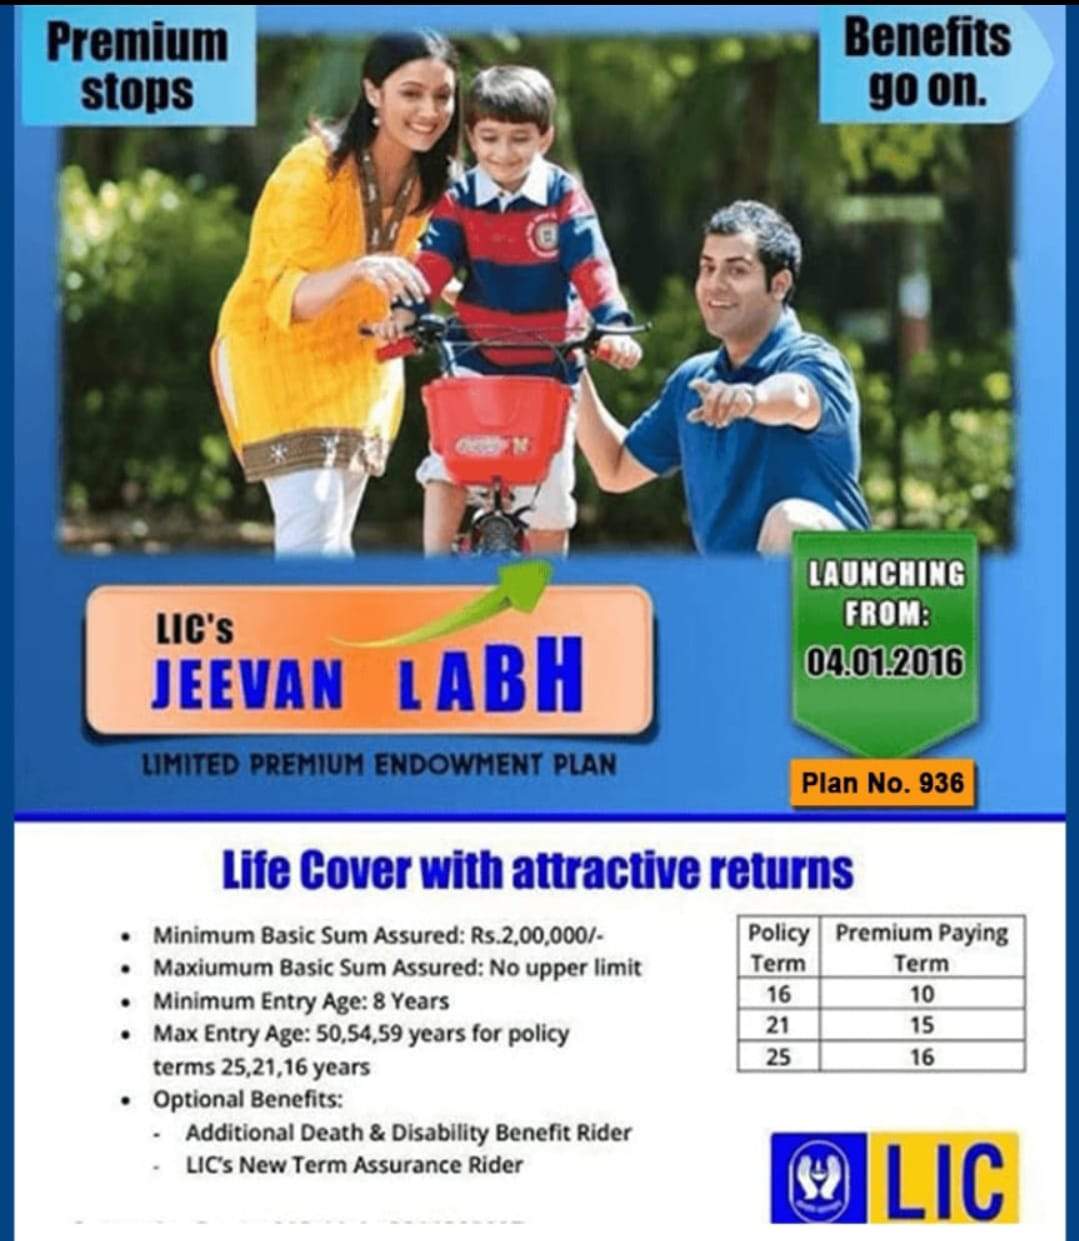 Premium
stops
Benefits
go on.
LAUNCHING
FROM:
04.01.2016
LIC's
JEEVAN LABH
LIMITED PREMIUM ENDOWMENT PLAN
Plan No. 936
Life Cover with attractive returns
• Minimum Basic Sum Assured: Rs.2,00,000/-
• Maxiumum Basic Sum Assured: No upper limit
• Minimum Entry Age: 8 Years
• Max Entry Age: 50,54,59 years for policy
terms 25,21,16 years
• Optional Benefits:
- Additional Death & Disability Benefit Rider
- LIC's New Term Assurance Rider
Policy Term | Premium Paying Term
16 | 10
21 | 15
25 | 16
LIC